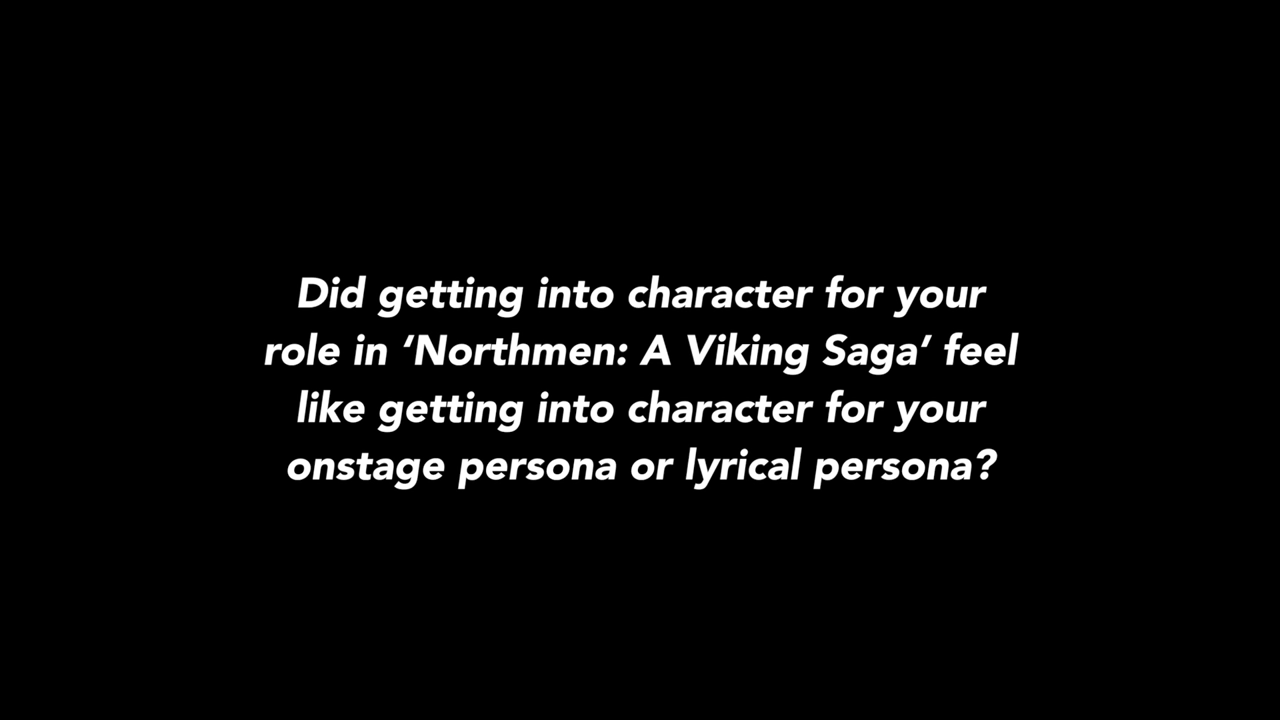 Did getting into character for your
role in ‘Northmen: A Viking Saga’ feel
like getting into character for your
onstage persona or lyrical persona?